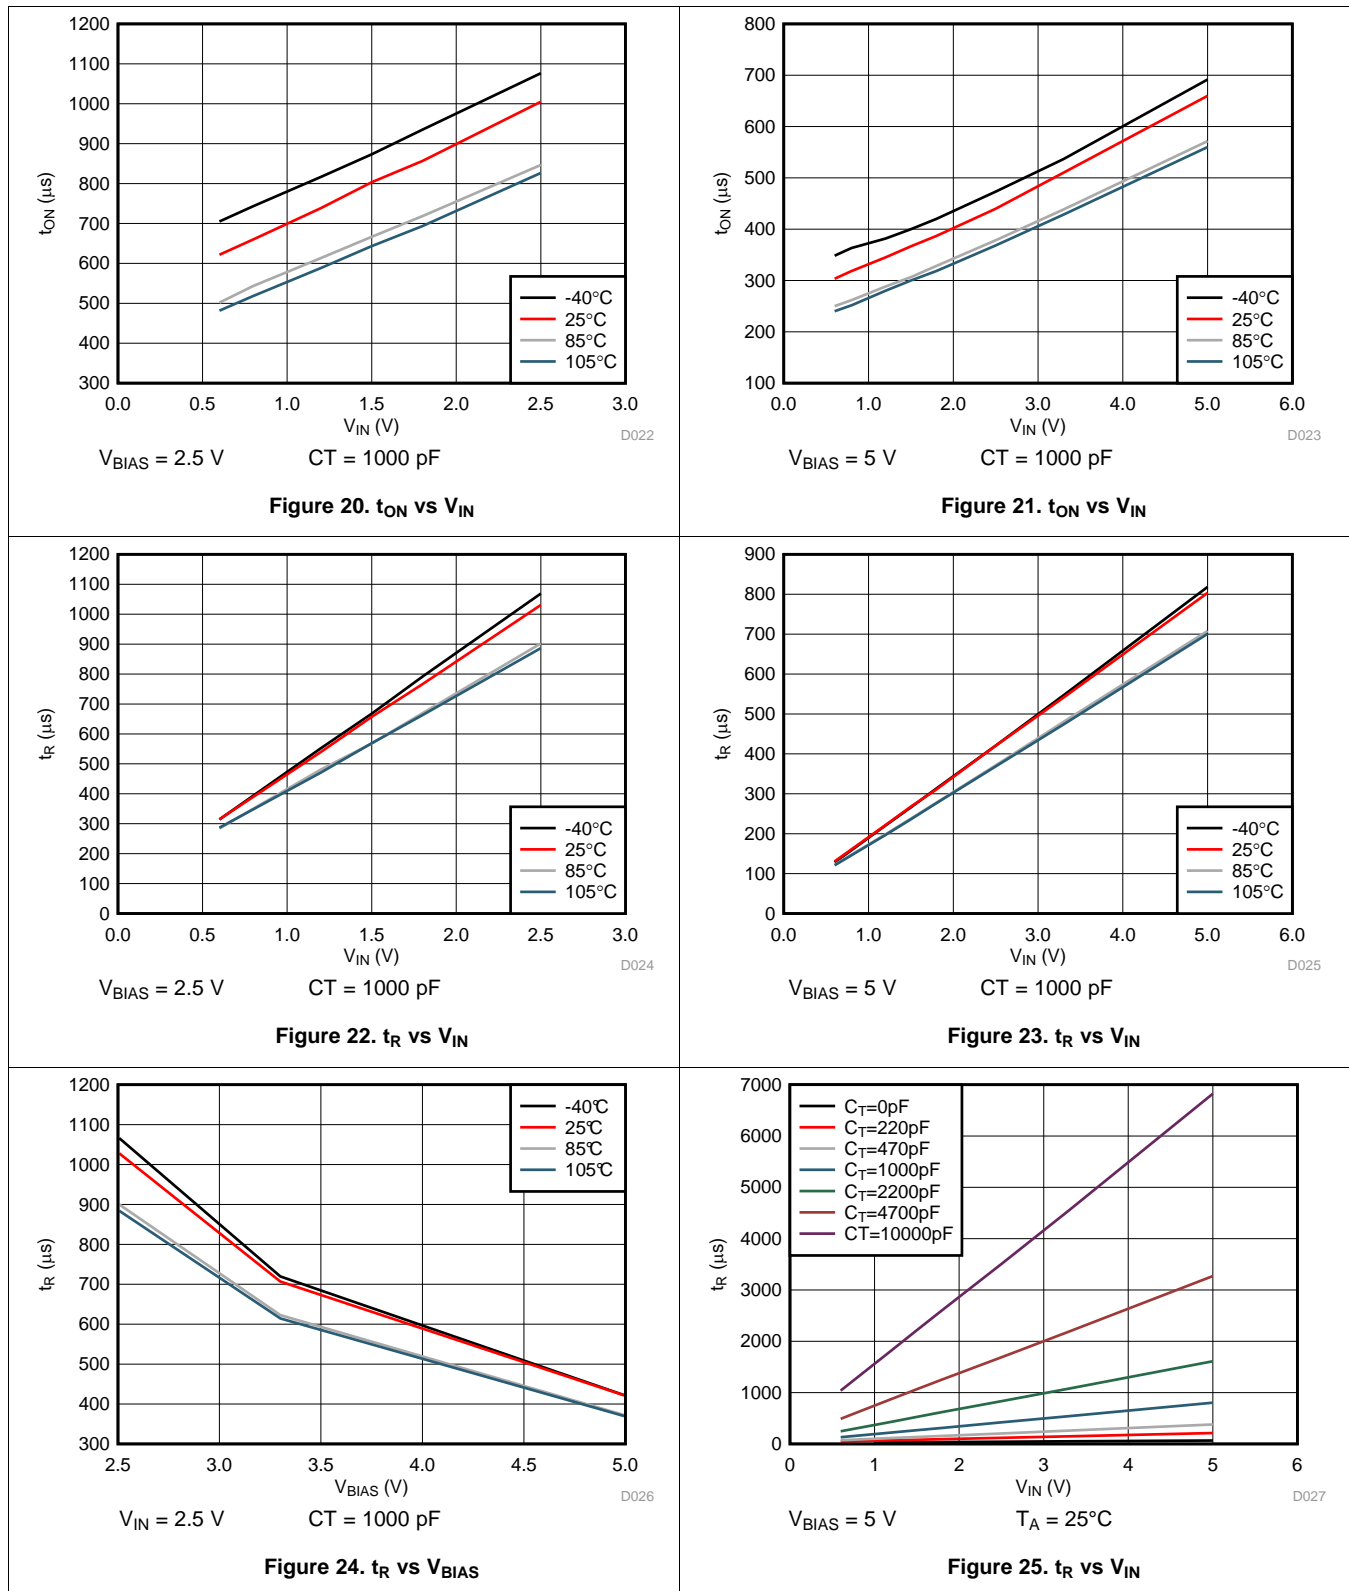 1200
1100
1000
900
800
700
600
500
400
300
tON (μs)
0.0 0.5 1.0 1.5 2.0 2.5 3.0
VIN (V)
-40°C
25°C
85°C
105°C
D022
VBIAS = 2.5 V CT = 1000 pF
Figure 20. tON vs VIN
800
700
600
500
400
300
200
100
tON (μs)
0.0 1.0 2.0 3.0 4.0 5.0 6.0
VIN (V)
-40°C
25°C
85°C
105°C
D023
VBIAS = 5 V CT = 1000 pF
Figure 21. tON vs VIN
1200
1100
1000
900
800
700
600
500
400
300
200
100
0
tR (μs)
0.0 0.5 1.0 1.5 2.0 2.5 3.0
VIN (V)
-40°C
25°C
85°C
105°C
D024
VBIAS = 2.5 V CT = 1000 pF
Figure 22. tR vs VIN
900
800
700
600
500
400
300
200
100
0
tR (μs)
0.0 1.0 2.0 3.0 4.0 5.0 6.0
VIN (V)
-40°C
25°C
85°C
105°C
D025
VBIAS = 5 V CT = 1000 pF
Figure 23. tR vs VIN
1200
1100
1000
900
800
700
600
500
400
300
tR (μs)
2.5 3.0 3.5 4.0 4.5 5.0
VBIAS (V)
-40°C
25°C
85°C
105°C
D026
VIN = 2.5 V CT = 1000 pF
Figure 24. tR vs VBIAS
7000
6000
5000
4000
3000
2000
1000
0
tR (μs)
0 1 2 3 4 5 6
VIN (V)
CT=0pF
CT=220pF
CT=470pF
CT=1000pF
CT=2200pF
CT=4700pF
CT=10000pF
D027
VBIAS = 5 V TA = 25°C
Figure 25. tR vs VIN